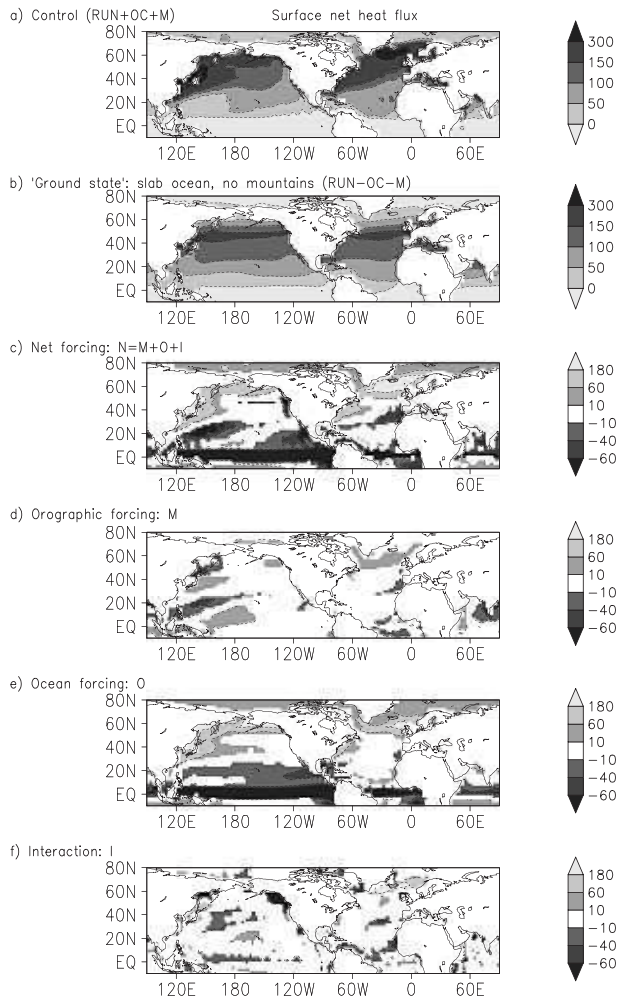 a) Control (RUN+OC+M) Surface net heat flux
80N
60N
40N
20N
EQ
120E 180 120W 60W 0 60E
300
150
100
50
0
b) 'Ground state': slab ocean, no mountains (RUN−OC−M)
80N
60N
40N
20N
EQ
120E 180 120W 60W 0 60E
300
150
100
50
0
c) Net forcing: N=M+O+I
80N
60N
40N
20N
EQ
120E 180 120W 60W 0 60E
180
60
10
−10
−40
−60
d) Orographic forcing: M
80N
60N
40N
20N
EQ
120E 180 120W 60W 0 60E
180
60
10
−10
−40
−60
e) Ocean forcing: O
80N
60N
40N
20N
EQ
120E 180 120W 60W 0 60E
180
60
10
−10
−40
−60
f) Interaction: I
80N
60N
40N
20N
EQ
120E 180 120W 60W 0 60E
180
60
10
−10
−40
−60